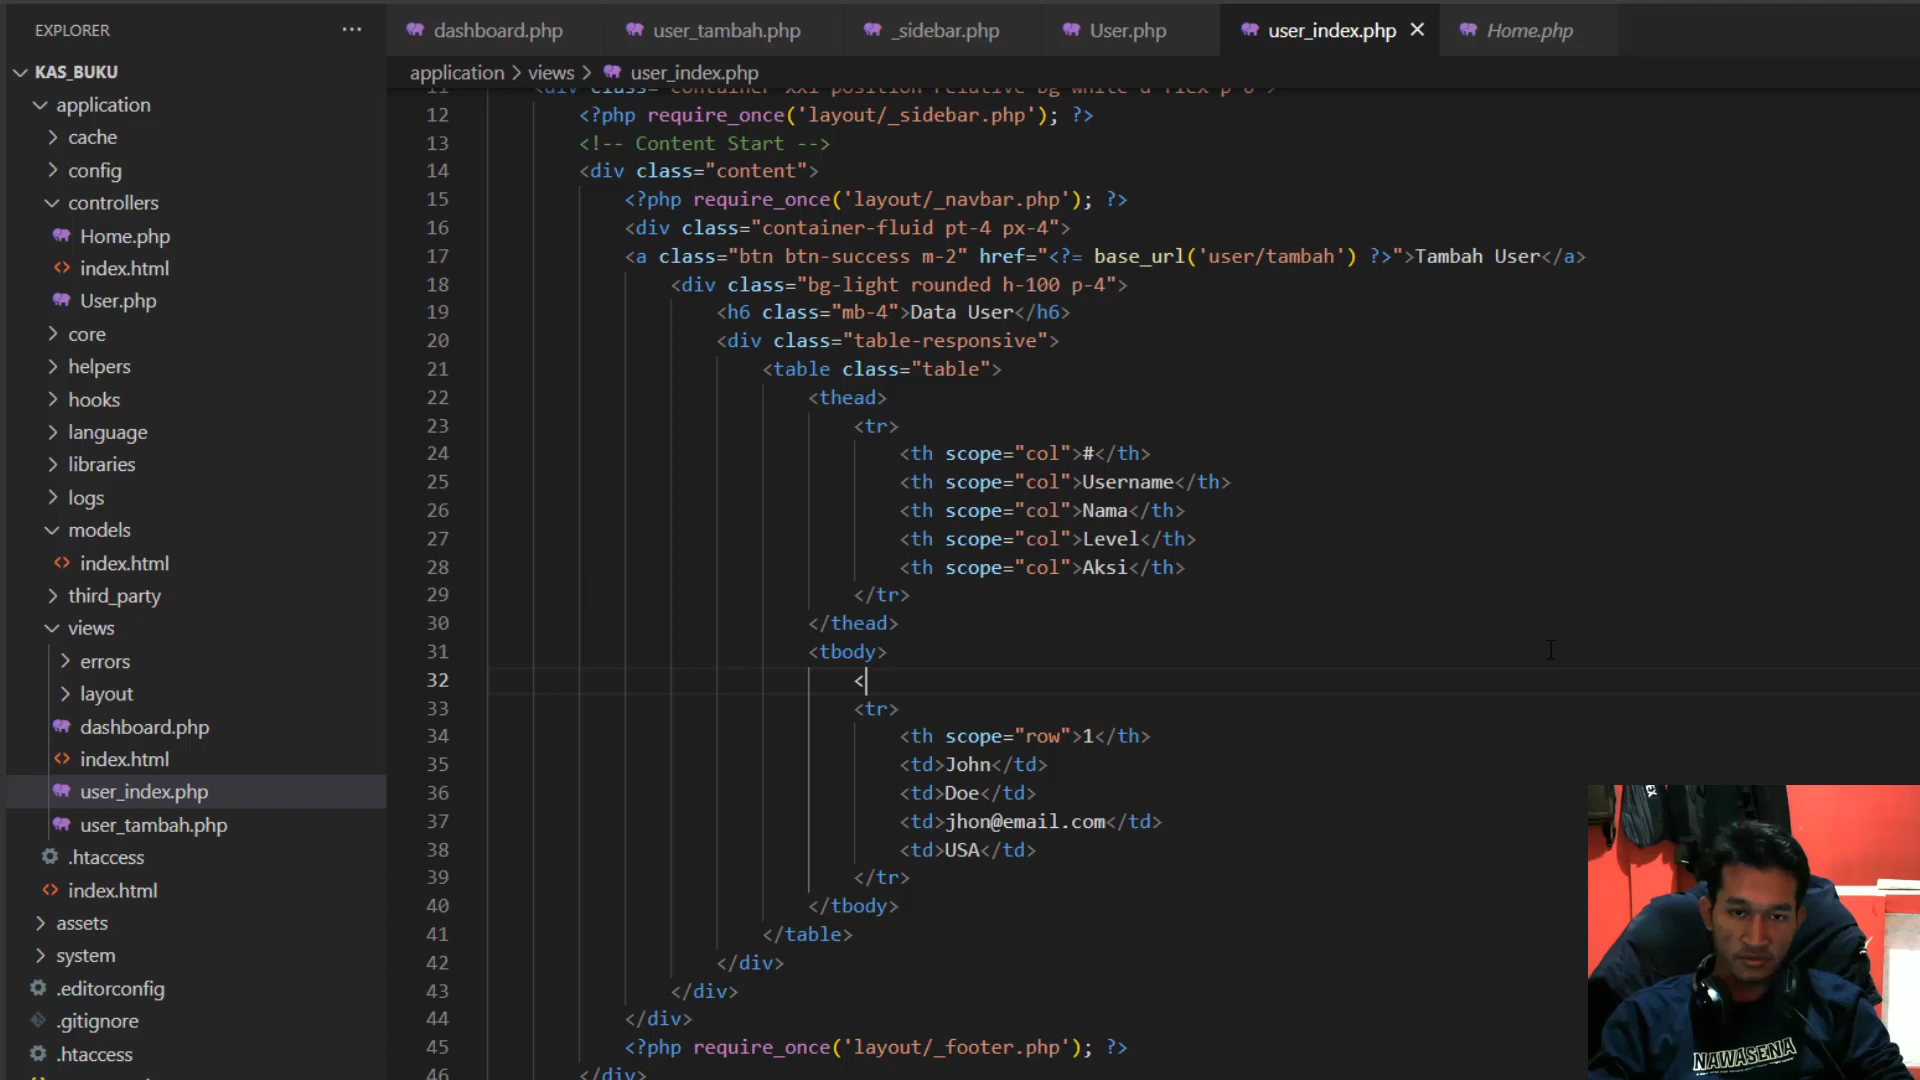 EXPLORER
KAS_BUKU
application
cache
config
controllers
Home.php
index.html
User.php
core
helpers
hooks
language
libraries
logs
models
index.html
third_party
views
errors
layout
dashboard.php
index.html
user_index.php
user_tambah.php
.htaccess
index.html
assets
system
.editorconfig
.gitignore
.htaccess
dashboard.php
user_tambah.php
_sidebar.php
User.php
user_index.php
Home.php
application > views > user_index.php
12 <?php require_once('layout/_sidebar.php'); ?>
13 <!-- Content Start -->
14 <div class="content">
15 <?php require_once('layout/_navbar.php'); ?>
16 <div class="container-fluid pt-4 px-4">
17 <a class="btn btn-success m-2" href="<?= base_url('user/tambah') ?>">Tambah User</a>
18 <div class="bg-light rounded h-100 p-4">
19 <h6 class="mb-4">Data User</h6>
20 <div class="table-responsive">
21 <table class="table">
22 <thead>
23 <tr>
24 <th scope="col">#</th>
25 <th scope="col">Username</th>
26 <th scope="col">Nama</th>
27 <th scope="col">Level</th>
28 <th scope="col">Aksi</th>
29 </tr>
30 </thead>
31 <tbody>
32 <
33 <tr>
34 <th scope="row">1</th>
35 <td>John</td>
36 <td>Doe</td>
37 <td>jhon@email.com</td>
38 <td>USA</td>
39 </tr>
40 </tbody>
41 </table>
42 </div>
43 </div>
44 </div>
45 <?php require_once('layout/_footer.php'); ?>
46 </div>
NAWASENA